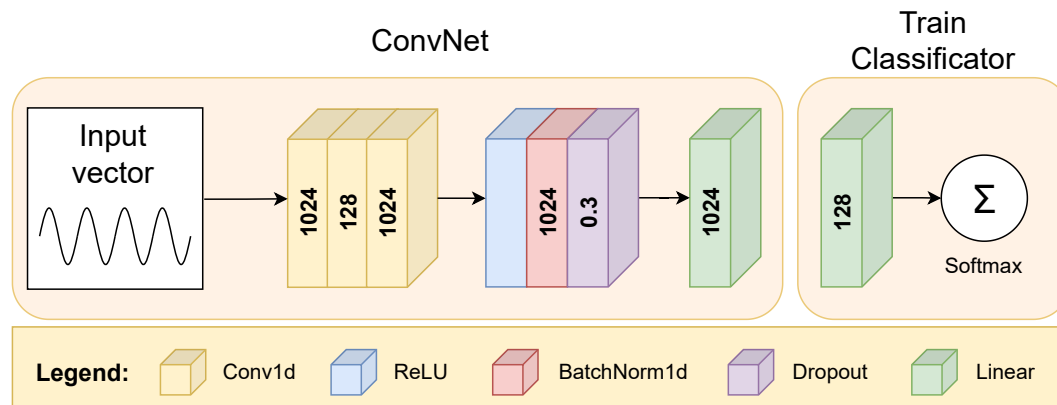 ConvNet
Train
Classificator
Input
vector
1024
128
1024
1024
0.3
1024
128
Σ
Softmax
Legend:
Conv1d
ReLU
BatchNorm1d
Dropout
Linear